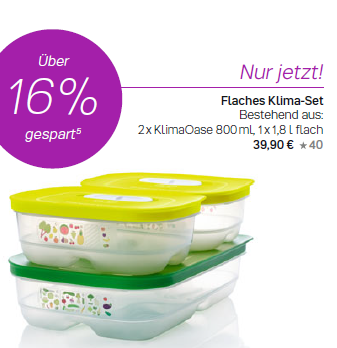 Über
16%
gespart⁵
Nur jetzt!
Flaches Klima-Set
Bestehend aus:
2 x KlimaOase 800 ml, 1 x 1,8 l flach
39,90 € ★40